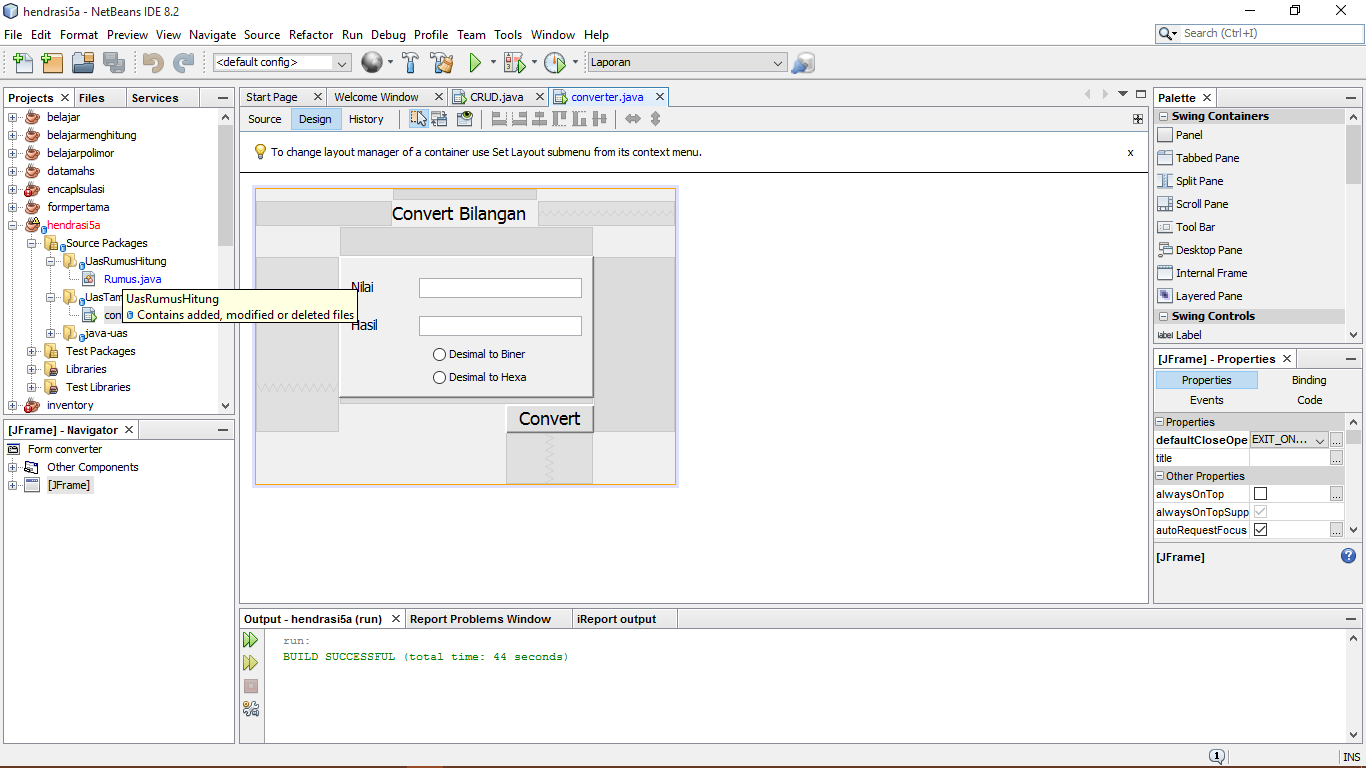 hendrasi5a - NetBeans IDE 8.2
File Edit Format Preview View Navigate Source Refactor Run Debug Profile Team Tools Window Help
Search (Ctrl+I)
<default config>
Laporan
Projects
Files
Services
belajar
belajarmenghitung
belajarpolimor
datamahs
encaplsulasi
formpertama
hendrasi5a
Source Packages
UasRumusHitung
Rumus.java
UasTam
con
java-uas
Test Packages
Libraries
Test Libraries
inventory
UasRumusHitung
Contains added, modified or deleted files
[JFrame] - Navigator
Form converter
Other Components
[JFrame]
Start Page
Welcome Window
CRUD.java
converter.java
Source Design History
To change layout manager of a container use Set Layout submenu from its context menu.
x
Convert Bilangan
Nilai
Hasil
Desimal to Biner
Desimal to Hexa
Convert
Output - hendrasi5a (run)
Report Problems Window
iReport output
run:
BUILD SUCCESSFUL (total time: 44 seconds)
Palette
Swing Containers
Panel
Tabbed Pane
Split Pane
Scroll Pane
Tool Bar
Desktop Pane
Internal Frame
Layered Pane
Swing Controls
label Label
[JFrame] - Properties
Properties Binding
Events Code
Properties
defaultCloseOpe EXIT_ON... ...
title ...
Other Properties
alwaysOnTop ...
alwaysOnTopSupp
autoRequestFocus ...
[JFrame]
?
1
INS